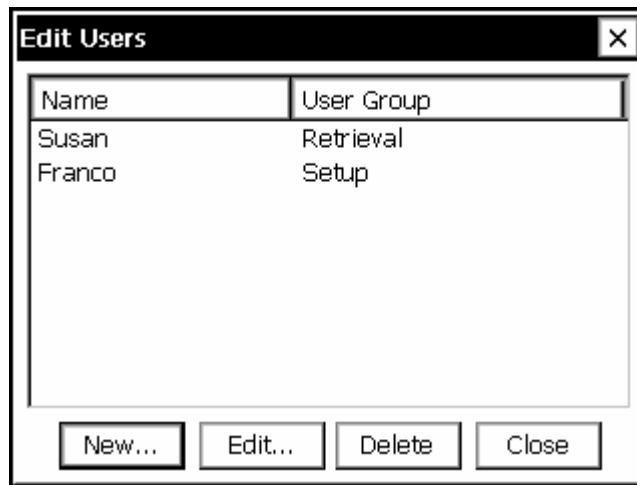 Edit Users
Name User Group
Susan Retrieval
Franco Setup
New... Edit... Delete Close